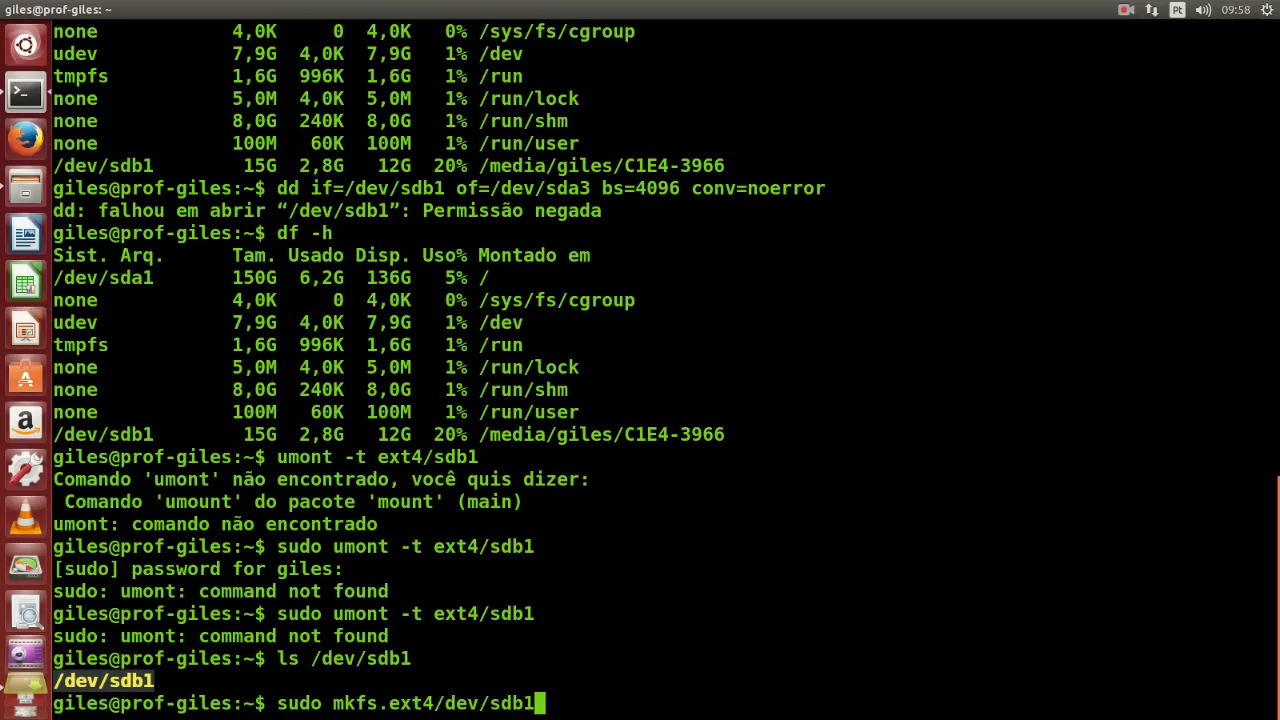 giles@prof-giles: ~
Pt
09:58
none 4,0K 0 4,0K 0% /sys/fs/cgroup
udev 7,9G 4,0K 7,9G 1% /dev
tmpfs 1,6G 996K 1,6G 1% /run
none 5,0M 4,0K 5,0M 1% /run/lock
none 8,0G 240K 8,0G 1% /run/shm
none 100M 60K 100M 1% /run/user
/dev/sdb1 15G 2,8G 12G 20% /media/giles/C1E4-3966
giles@prof-giles:~$ dd if=/dev/sdb1 of=/dev/sda3 bs=4096 conv=noerror
dd: falhou em abrir “/dev/sdb1”: Permissão negada
giles@prof-giles:~$ df -h
Sist. Arq. Tam. Usado Disp. Uso% Montado em
/dev/sda1 150G 6,2G 136G 5% /
none 4,0K 0 4,0K 0% /sys/fs/cgroup
udev 7,9G 4,0K 7,9G 1% /dev
tmpfs 1,6G 996K 1,6G 1% /run
none 5,0M 4,0K 5,0M 1% /run/lock
none 8,0G 240K 8,0G 1% /run/shm
none 100M 60K 100M 1% /run/user
/dev/sdb1 15G 2,8G 12G 20% /media/giles/C1E4-3966
giles@prof-giles:~$ umont -t ext4/sdb1
Comando 'umont' não encontrado, você quis dizer:
Comando 'umount' do pacote 'mount' (main)
umont: comando não encontrado
giles@prof-giles:~$ sudo umont -t ext4/sdb1
[sudo] password for giles:
sudo: umont: command not found
giles@prof-giles:~$ sudo umont -t ext4/sdb1
sudo: umont: command not found
giles@prof-giles:~$ ls /dev/sdb1
/dev/sdb1
giles@prof-giles:~$ sudo mkfs.ext4/dev/sdb1